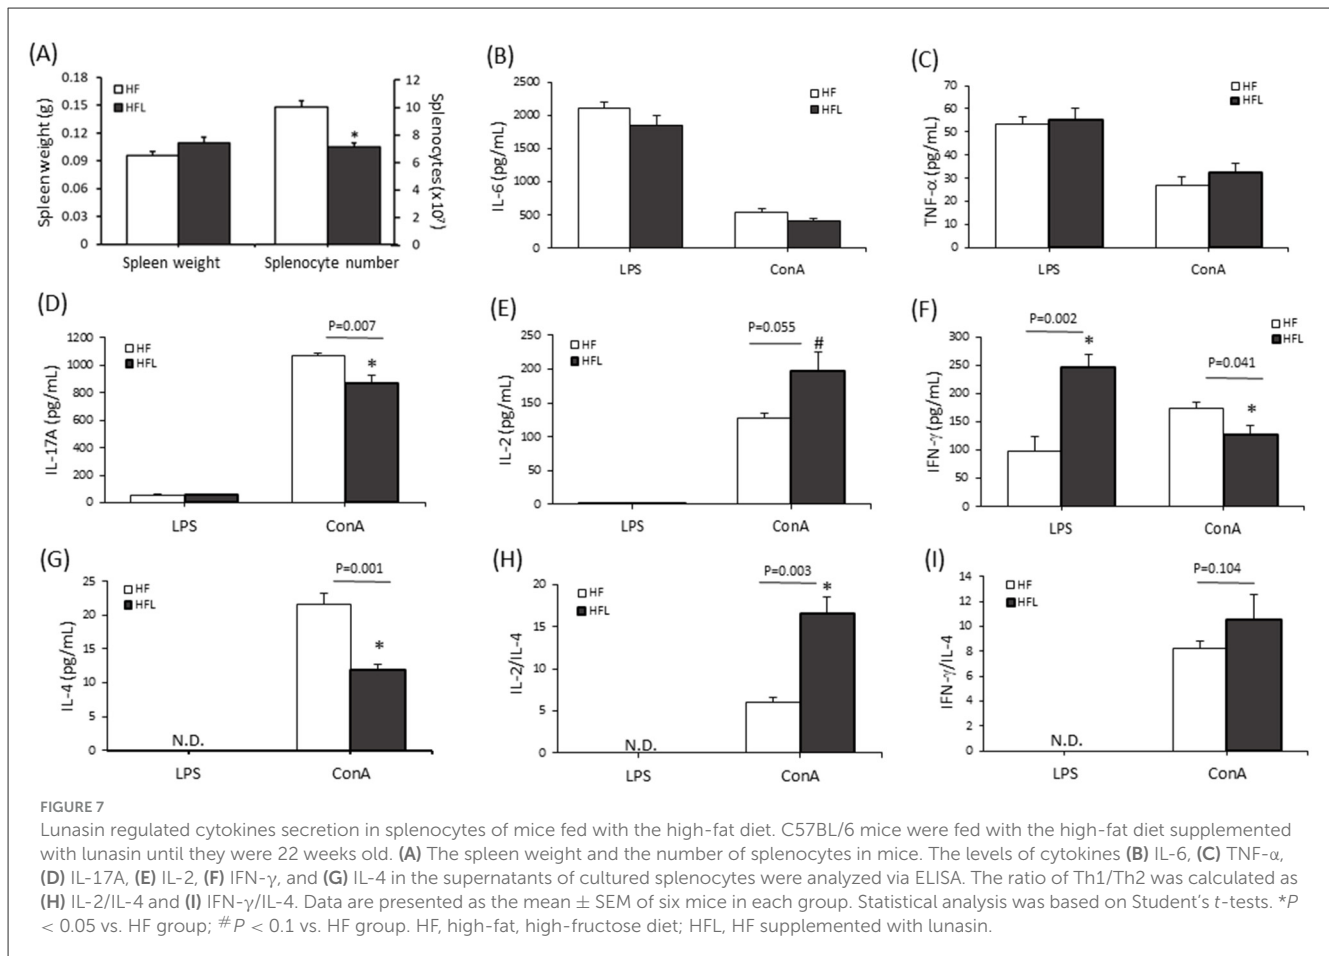 (A)
HF
HFL
0.18
0.15
0.12
0.09
0.06
0.03
0
Spleen weight (g)
12
10
8
6
4
2
0
Splenocytes (x10⁷)
*
Spleen weight
Splenocyte number
(B)
HF
HFL
2500
2000
1500
1000
500
0
IL-6 (pg/mL)
LPS
ConA
(C)
HF
HFL
70
60
50
40
30
20
10
0
TNF-α (pg/mL)
LPS
ConA
(D)
HF
HFL
P=0.007
*
1200
1000
800
600
400
200
0
IL-17A (pg/mL)
LPS
ConA
(E)
HF
HFL
P=0.055
#
250
200
150
100
50
0
IL-2 (pg/mL)
LPS
ConA
(F)
HF
HFL
P=0.002
*
P=0.041
*
300
250
200
150
100
50
0
IFN-γ (pg/mL)
LPS
ConA
(G)
HF
HFL
P=0.001
*
25
20
15
10
5
0
IL-4 (pg/mL)
N.D.
LPS
ConA
(H)
HF
HFL
P=0.003
*
20
15
10
5
0
IL-2/IL-4
N.D.
LPS
ConA
(I)
HF
HFL
P=0.104
14
12
10
8
6
4
2
0
IFN-γ/IL-4
N.D.
LPS
ConA
FIGURE 7
Lunasin regulated cytokines secretion in splenocytes of mice fed with the high-fat diet. C57BL/6 mice were fed with the high-fat diet supplemented
with lunasin until they were 22 weeks old. (A) The spleen weight and the number of splenocytes in mice. The levels of cytokines (B) IL-6, (C) TNF-α,
(D) IL-17A, (E) IL-2, (F) IFN-γ, and (G) IL-4 in the supernatants of cultured splenocytes were analyzed via ELISA. The ratio of Th1/Th2 was calculated as
(H) IL-2/IL-4 and (I) IFN-γ/IL-4. Data are presented as the mean ± SEM of six mice in each group. Statistical analysis was based on Student's t-tests. *P
< 0.05 vs. HF group; #P < 0.1 vs. HF group. HF, high-fat, high-fructose diet; HFL, HF supplemented with lunasin.